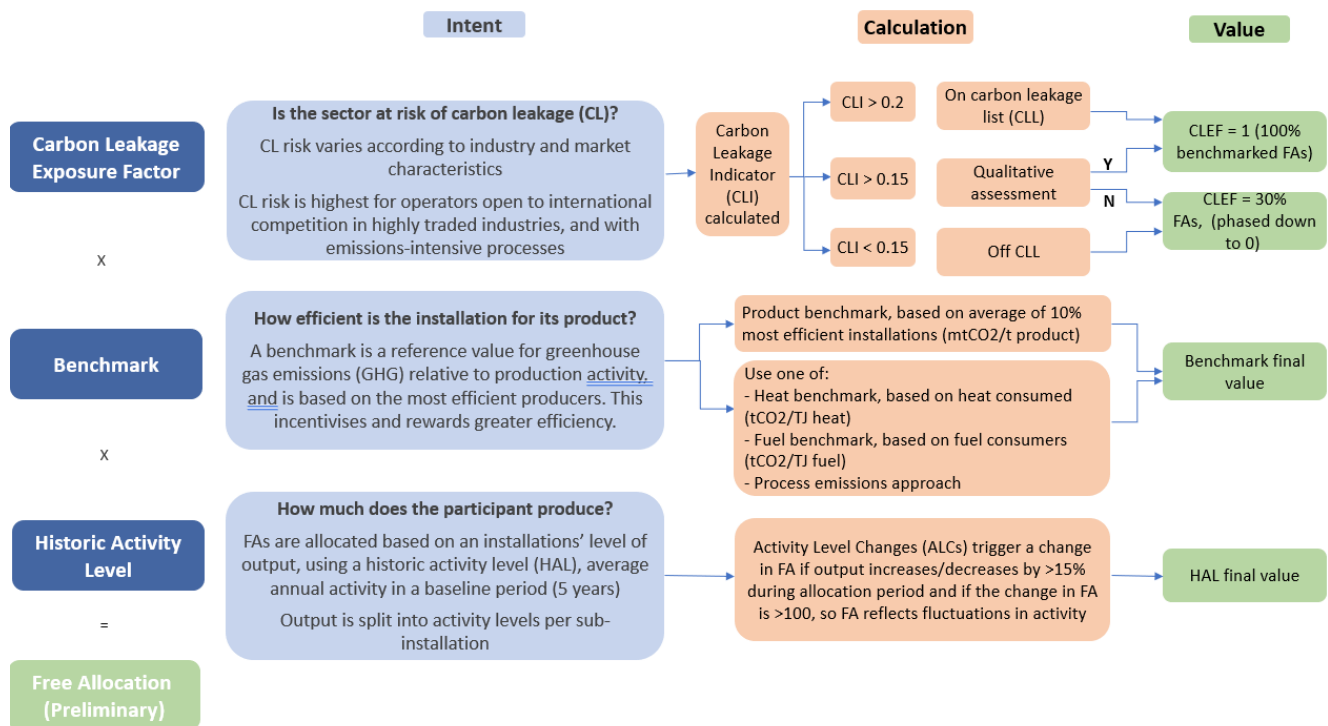 Intent
Calculation
Value
Carbon Leakage
Exposure Factor
Is the sector at risk of carbon leakage (CL)?
CL risk varies according to industry and market
characteristics
CL risk is highest for operators open to international
competition in highly traded industries, and with
emissions-intensive processes
Carbon
Leakage
Indicator
(CLI)
calculated
CLI > 0.2
On carbon leakage
list (CLL)
CLI > 0.15
Qualitative
assessment
Y
N
CLI < 0.15
Off CLL
CLEF = 1 (100%
benchmarked FAs)
CLEF = 30%
FAs,  (phased down
to 0)
x
Benchmark
How efficient is the installation for its product?
A benchmark is a reference value for greenhouse
gas emissions (GHG) relative to production activity,
and is based on the most efficient producers. This
incentivises and rewards greater efficiency.
Product benchmark, based on average of 10%
most efficient installations (mtCO2/t product)
Use one of:
- Heat benchmark, based on heat consumed
(tCO2/TJ heat)
- Fuel benchmark, based on fuel consumers
(tCO2/TJ fuel)
- Process emissions approach
Benchmark final
value
x
Historic Activity
Level
How much does the participant produce?
FAs are allocated based on an installations’ level of
output, using a historic activity level (HAL), average
annual activity in a baseline period (5 years)
Output is split into activity levels per sub-
installation
Activity Level Changes (ALCs) trigger a change
in FA if output increases/decreases by >15%
during allocation period and if the change in FA
is >100, so FA reflects fluctuations in activity
HAL final value
=
Free Allocation
(Preliminary)